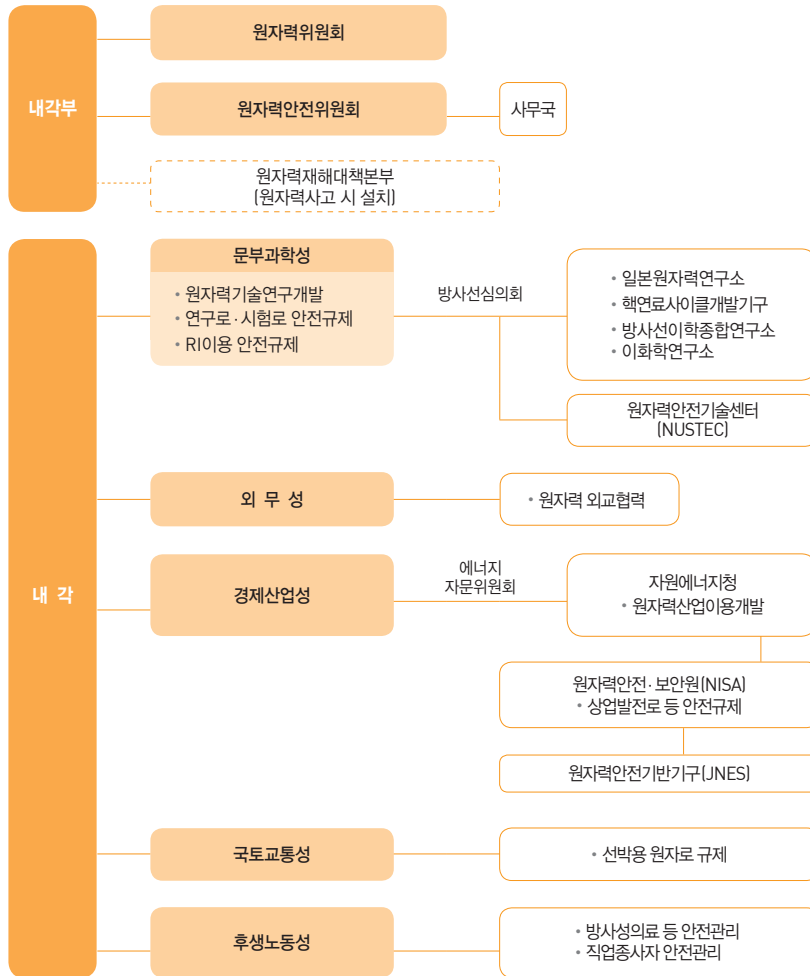 내각부
원자력위원회
원자력안전위원회
사무국
원자력재해대책본부
(원자력사고 시 설치)
내 각
문부과학성
• 원자력기술연구개발
• 연구로·시험로 안전규제
• RI이용 안전규제
방사선심의회
• 일본원자력연구소
• 핵연료사이클개발기구
• 방사선이학종합연구소
• 이화학연구소
원자력안전기술센터
(NUSTEC)
외 무 성
• 원자력 외교협력
경제산업성
에너지
자문위원회
자원에너지청
• 원자력산업이용개발
원자력안전·보안원(NISA)
• 상업발전로 등 안전규제
원자력안전기반기구(JNES)
국토교통성
• 선박용 원자로 규제
후생노동성
• 방사성의료 등 안전관리
• 직업종사자 안전관리